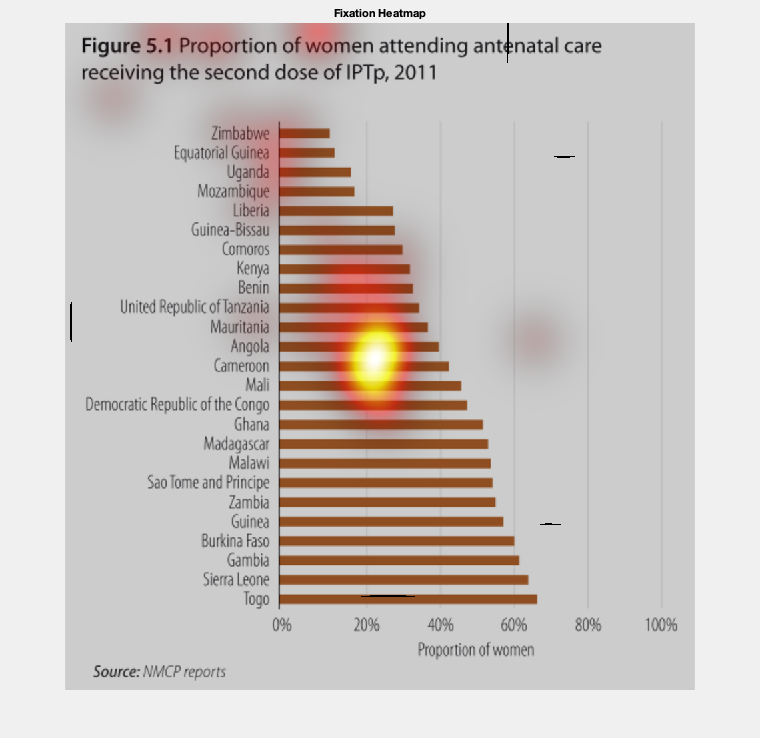 Fixation Heatmap
Figure 5.1 Proportion of women attending antenatal care
receiving the second dose of IPTp, 2011
Zimbabwe
Equatorial Guinea
Uganda
Mozambique
Liberia
Guinea-Bissau
Comoros
Kenya
Benin
United Republic of Tanzania
Mauritania
Angola
Cameroon
Mali
Democratic Republic of the Congo
Ghana
Madagascar
Malawi
Sao Tome and Principe
Zambia
Guinea
Burkina Faso
Gambia
Sierra Leone
Togo
0% 20% 40% 60% 80% 100%
Proportion of women
Source: NMCP reports